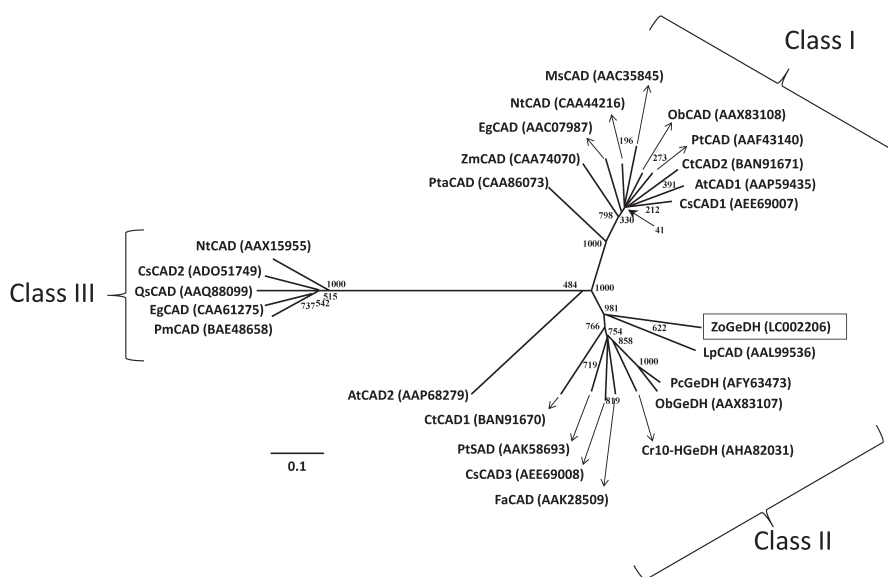 Class I
MsCAD (AAC35845)
NtCAD (CAA44216)
ObCAD (AAX83108)
EgCAD (AAC07987)
196
PtCAD (AAF43140)
ZmCAD (CAA74070)
273
CtCAD2 (BAN91671)
PtaCAD (CAA86073)
391
AtCAD1 (AAP59435)
CsCAD1 (AEE69007)
798
330
212
41
1000
NtCAD (AAX15955)
CsCAD2 (ADO51749)
Class III
QsCAD (AAQ88099)
EgCAD (CAA61275)
PmCAD (BAE48658)
1000
515
737
542
484
1000
981
766
754
858
622
ZoGeDH (LC002206)
LpCAD (AAL99536)
719
1000
PcGeDH (AFY63473)
AtCAD2 (AAP68279)
819
ObGeDH (AAX83107)
CtCAD1 (BAN91670)
PtSAD (AAK58693)
Cr10-HGeDH (AHA82031)
0.1
CsCAD3 (AEE69008)
FaCAD (AAK28509)
Class II